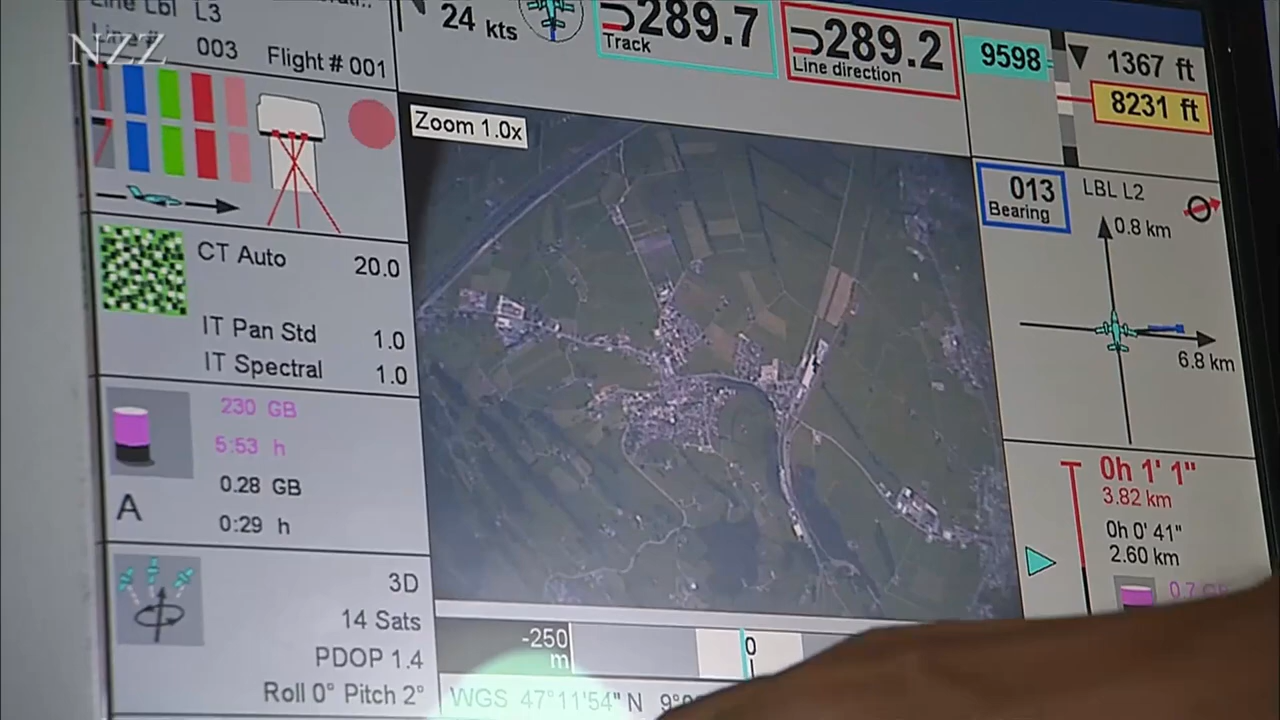 Line Lbl L3
NZZ
Line #
003
Flight # 001
24 kts
289.7
Track
289.2
Line direction
9598
1367 ft
8231 ft
Zoom 1.0x
013
Bearing
LBL L2
0.8 km
6.8 km
CT Auto 20.0
IT Pan Std 1.0
IT Spectral 1.0
230 GB
5:53 h
0.28 GB
0:29 h
A
0h 1' 1"
3.82 km
0h 0' 41"
2.60 km
3D
14 Sats
PDOP 1.4
Roll 0° Pitch 2°
-250
m
0
WGS 47°11'54" N